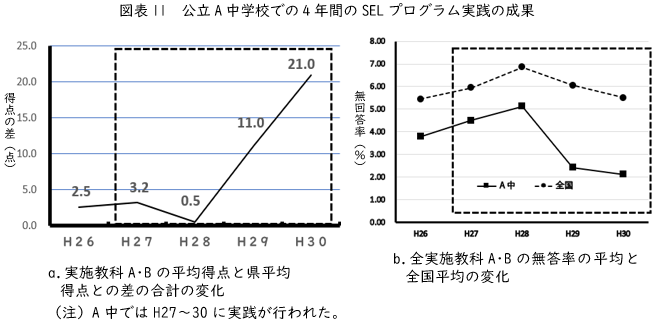 図表11　公立A中学校での4年間のSELプログラム実践の成果
得点の差（点）
25.0
20.0
15.0
10.0
5.0
0.0
2.5
3.2
0.5
11.0
21.0
H26 H27 H28 H29 H30
a.実施教科A・Bの平均得点と県平均
得点との差の合計の変化
（注）A中ではH27～30に実践が行われた。
無回答率（％）
8.00
7.00
6.00
5.00
4.00
3.00
2.00
1.00
0.00
A中 全国
H26 H27 H28 H29 H30
b.全実施教科A・Bの無答率の平均と
全国平均の変化